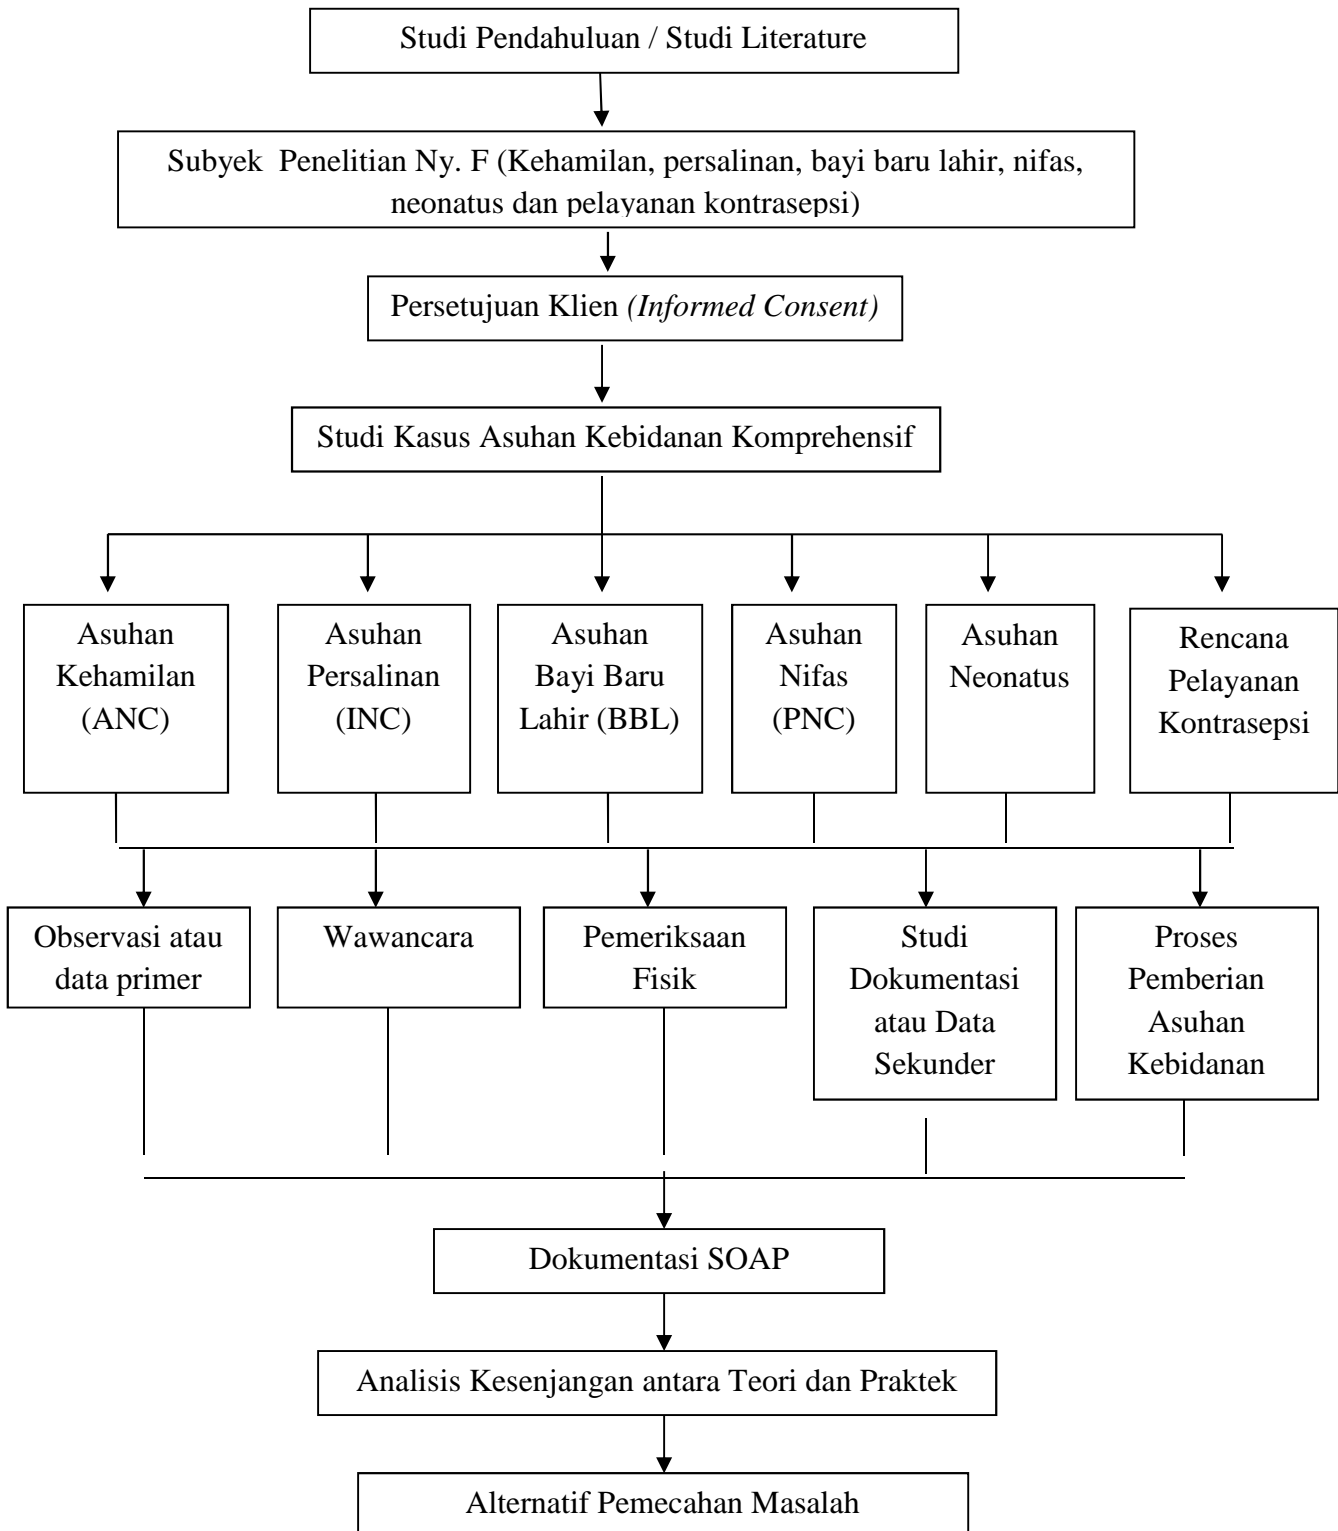 Studi Pendahuluan / Studi Literature
Subyek Penelitian Ny. F (Kehamilan, persalinan, bayi baru lahir, nifas,
neonatus dan pelayanan kontrasepsi)
Persetujuan Klien (Informed Consent)
Studi Kasus Asuhan Kebidanan Komprehensif
Asuhan
Kehamilan
(ANC)
Asuhan
Persalinan
(INC)
Asuhan
Bayi Baru
Lahir (BBL)
Asuhan
Nifas
(PNC)
Asuhan
Neonatus
Rencana
Pelayanan
Kontrasepsi
Observasi atau
data primer
Wawancara
Pemeriksaan
Fisik
Studi
Dokumentasi
atau Data
Sekunder
Proses
Pemberian
Asuhan
Kebidanan
Dokumentasi SOAP
Analisis Kesenjangan antara Teori dan Praktek
Alternatif Pemecahan Masalah